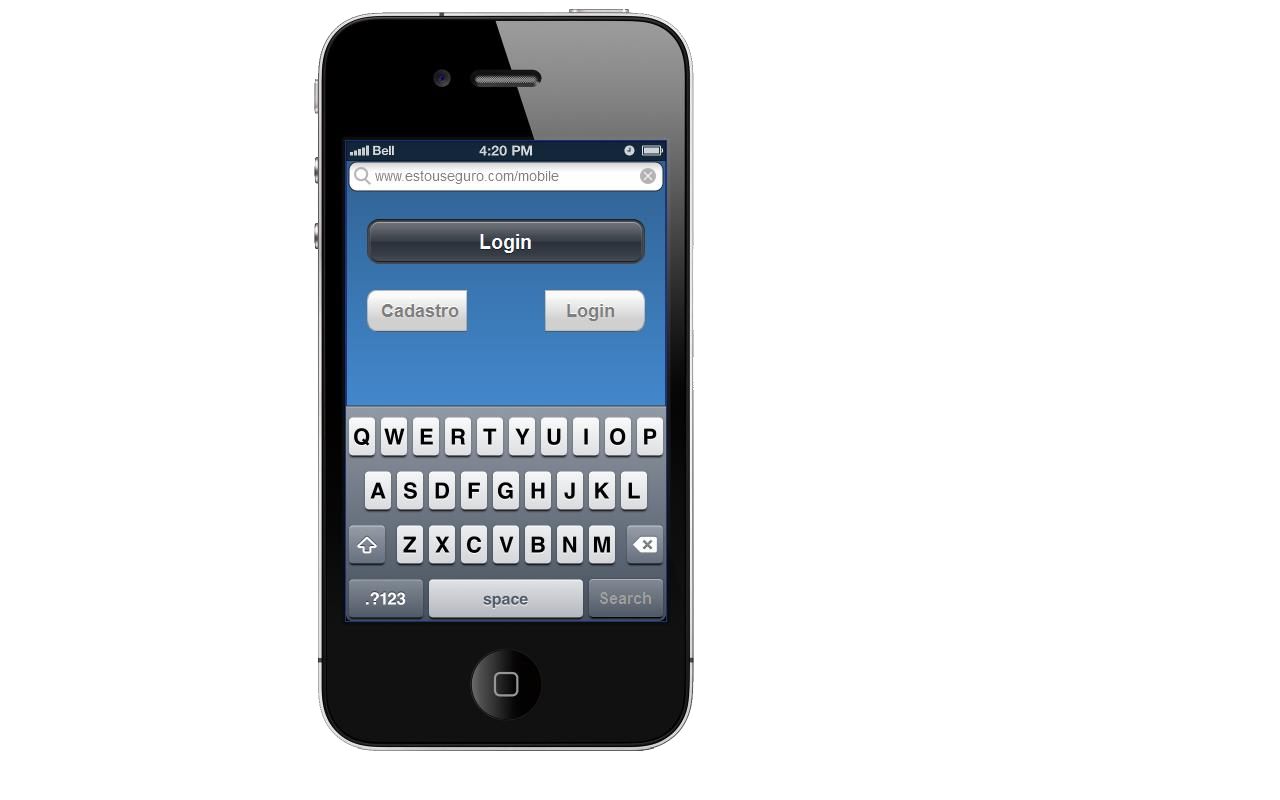 Bell 4:20 PM
www.estouseguro.com/mobile
Login
Cadastro Login
Q W E R T Y U I O P
A S D F G H J K L
Z X C V B N M
.?123 space Search